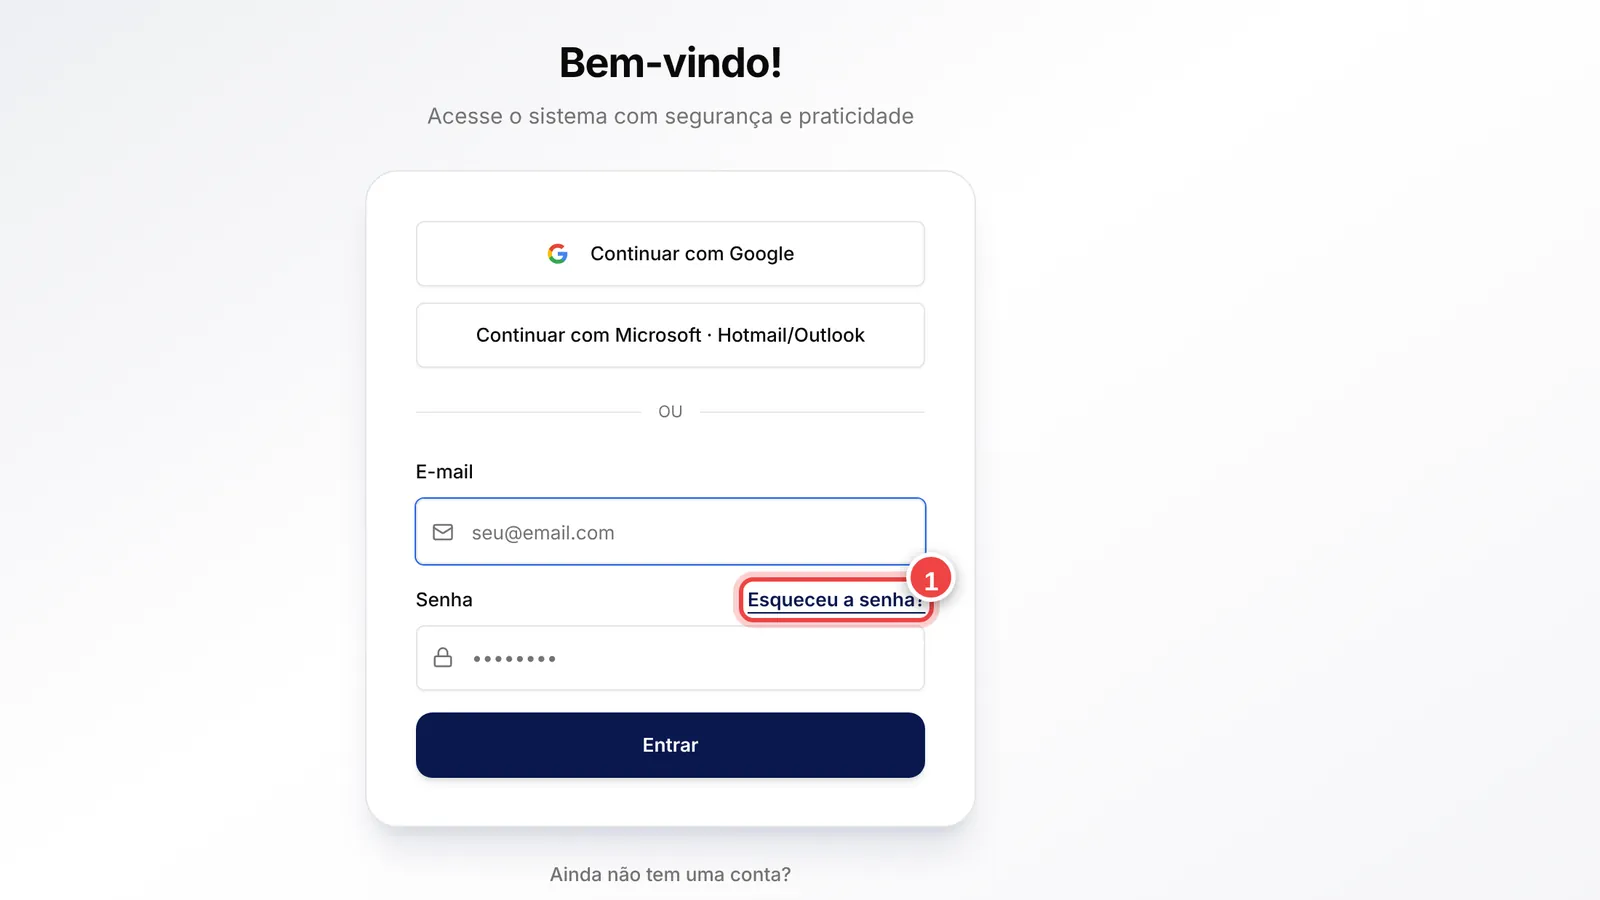 Bem-vindo!
Acesse o sistema com segurança e praticidade
Continuar com Google
Continuar com Microsoft · Hotmail/Outlook
OU
E-mail
seu@email.com
1
Senha
Esqueceu a senha?
••••••••
Entrar
Ainda não tem uma conta?